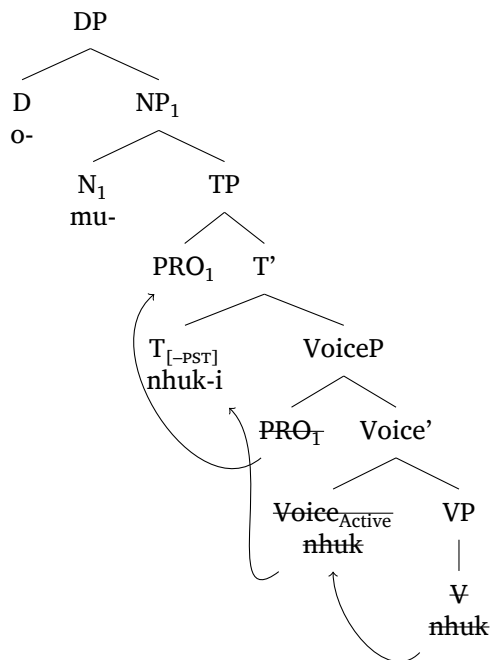 DP
D NP₁
o-
N₁ TP
mu-
PRO₁ T’
T[–PST] VoiceP
nhuk-i
PRO₁ Voice’
VoiceActive VP
nhuk
V
nhuk